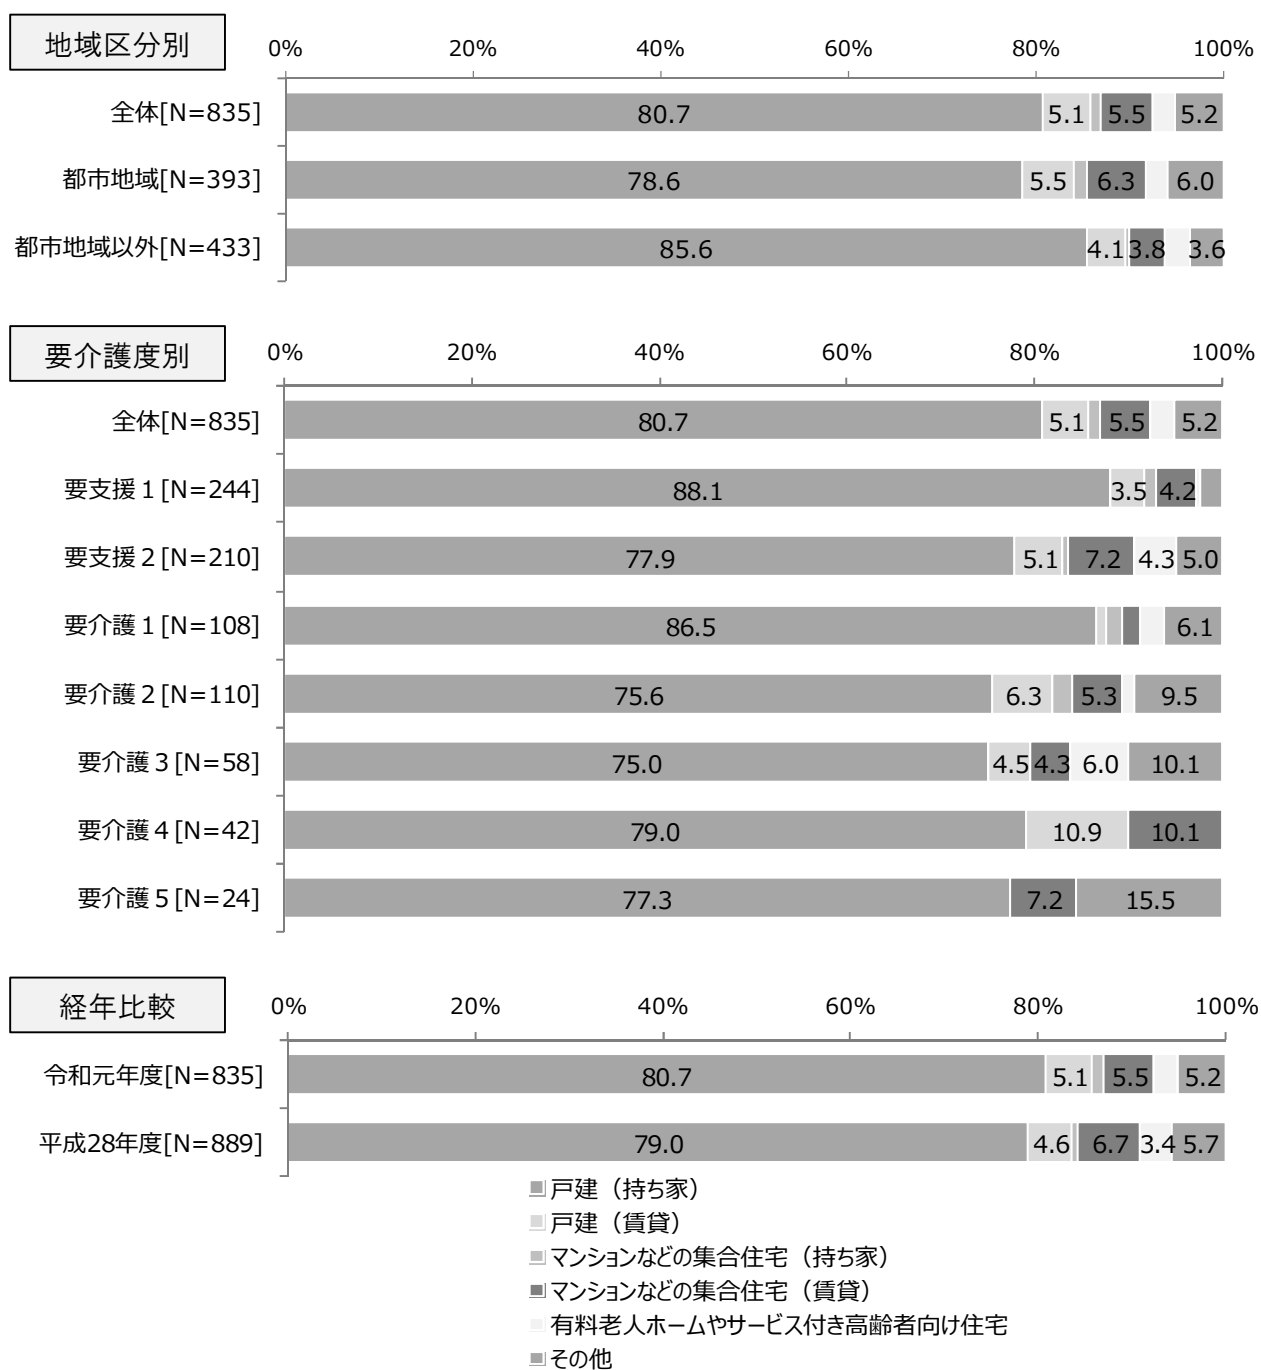 地域区分別
0% 20% 40% 60% 80% 100%
全体[N=835] 80.7 5.1 5.5 5.2
都市地域[N=393] 78.6 5.5 6.3 6.0
都市地域以外[N=433] 85.6 4.1 3.8 3.6
要介護度別
0% 20% 40% 60% 80% 100%
全体[N=835] 80.7 5.1 5.5 5.2
要支援１[N=244] 88.1 3.5 4.2
要支援２[N=210] 77.9 5.1 7.2 4.3 5.0
要介護１[N=108] 86.5 6.1
要介護２[N=110] 75.6 6.3 5.3 9.5
要介護３[N=58] 75.0 4.5 4.3 6.0 10.1
要介護４[N=42] 79.0 10.9 10.1
要介護５[N=24] 77.3 7.2 15.5
経年比較
0% 20% 40% 60% 80% 100%
令和元年度[N=835] 80.7 5.1 5.5 5.2
平成28年度[N=889] 79.0 4.6 6.7 3.4 5.7
戸建（持ち家）
戸建（賃貸）
マンションなどの集合住宅（持ち家）
マンションなどの集合住宅（賃貸）
有料老人ホームやサービス付き高齢者向け住宅
その他